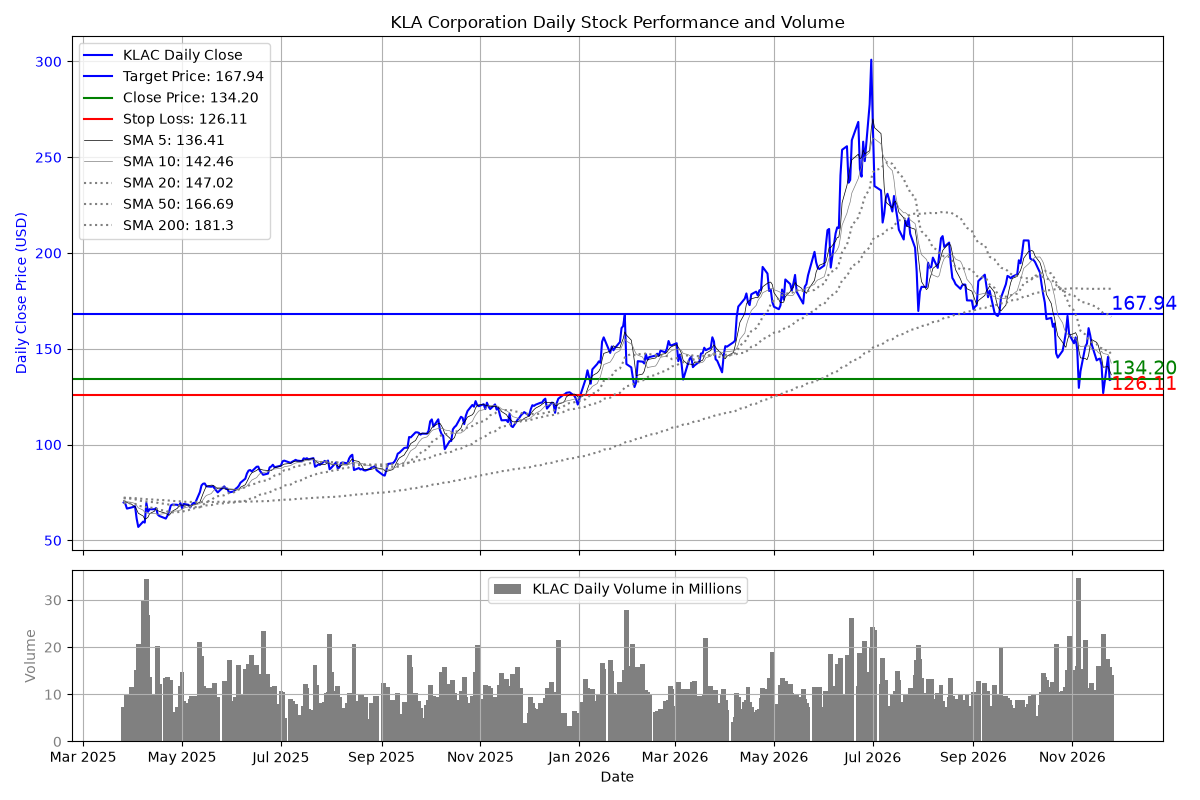 KLA Corporation Daily Stock Performance and Volume
KLAC Daily Close
Target Price: 167.94
Close Price: 134.20
Stop Loss: 126.11
SMA 5: 136.41
SMA 10: 142.46
SMA 20: 147.02
SMA 50: 166.69
SMA 200: 181.3
Daily Close Price (USD)
300
250
200
150
100
50
167.94
134.20
126.11
KLAC Daily Volume in Millions
Volume
30
20
10
0
Mar 2025 May 2025 Jul 2025 Sep 2025 Nov 2025 Jan 2026 Mar 2026 May 2026 Jul 2026 Sep 2026 Nov 2026
Date